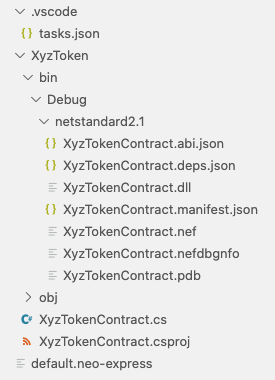 .vscode
tasks.json
XyzToken
bin
Debug
netstandard2.1
{} XyzTokenContract.abi.json
{} XyzTokenContract.deps.json
XyzTokenContract.dll
{} XyzTokenContract.manifest.json
XyzTokenContract.nef
XyzTokenContract.nefdbgnfo
XyzTokenContract.pdb
obj
C# XyzTokenContract.cs
XyzTokenContract.csproj
default.neo-express